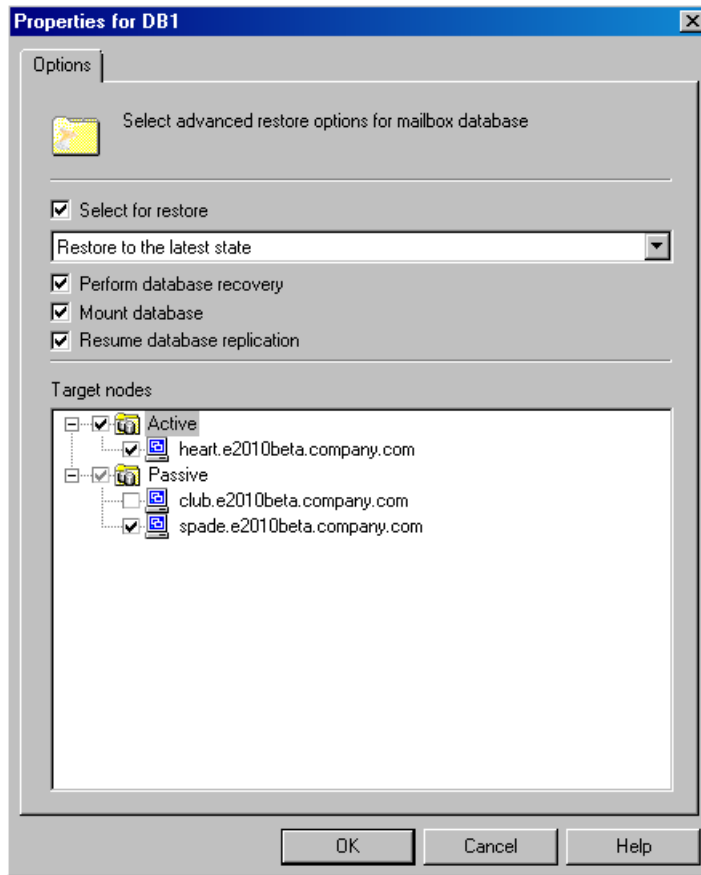 Properties for DB1
Options
Select advanced restore options for mailbox database
Select for restore
Restore to the latest state
Perform database recovery
Mount database
Resume database replication
Target nodes
Active
heart.e2010beta.company.com
Passive
club.e2010beta.company.com
spade.e2010beta.company.com
OK Cancel Help